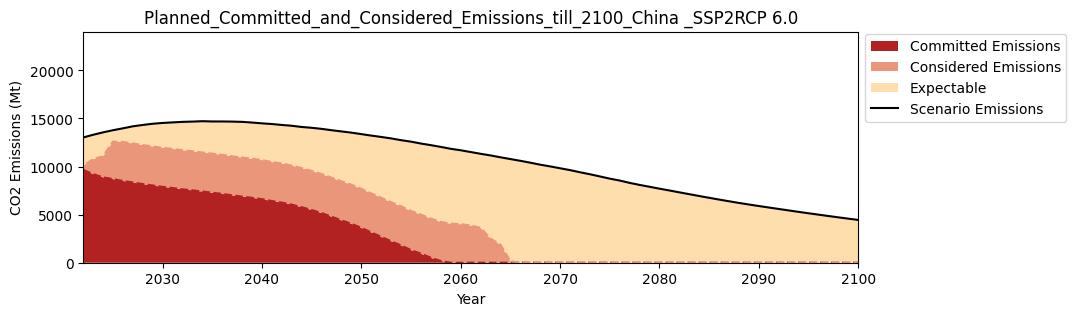 Planned_Committed_and_Considered_Emissions_till_2100_China _SSP2RCP 6.0
CO2 Emissions (Mt)
20000
15000
10000
5000
0
2030
2040
2050
2060
2070
2080
2090
2100
Year
Committed Emissions
Considered Emissions
Expectable
Scenario Emissions